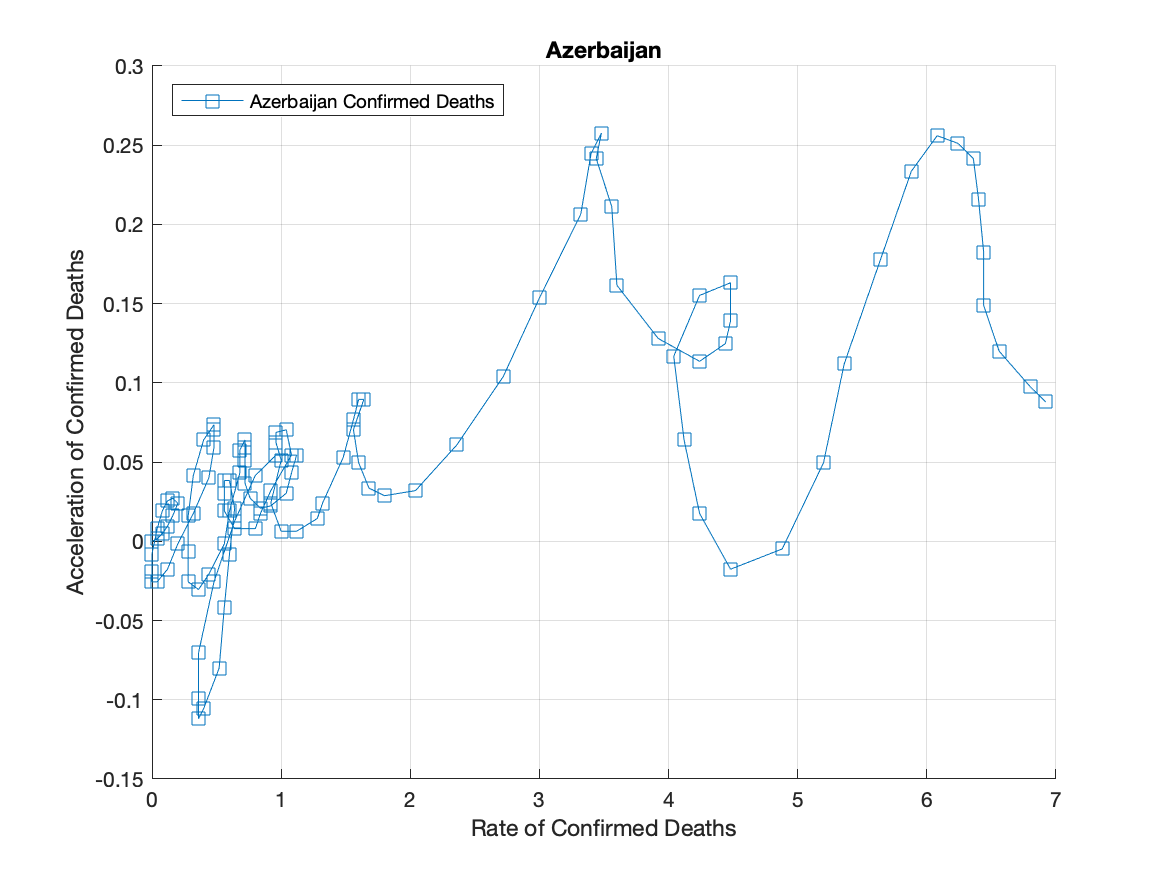 Azerbaijan
0.3
Azerbaijan Confirmed Deaths
0.25
0.2
0.15
0.1
0.05
0
-0.05
-0.1
-0.15
Acceleration of Confirmed Deaths
0 1 2 3 4 5 6 7
Rate of Confirmed Deaths